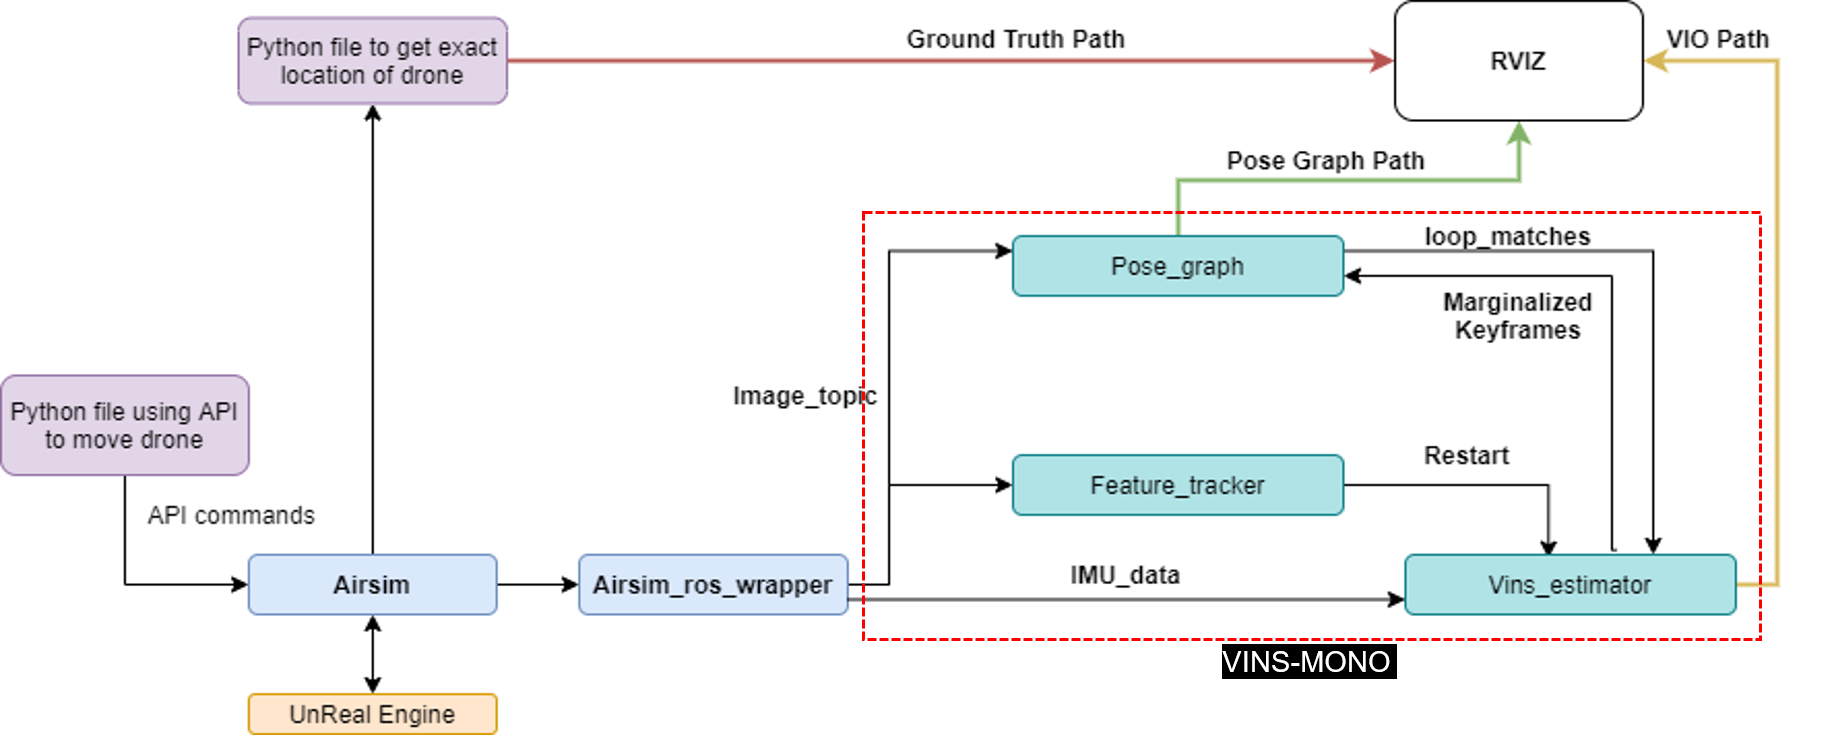 Python file to get exact
location of drone
Ground Truth Path
RVIZ
VIO Path
Pose Graph Path
Pose_graph
loop_matches
Marginalized
Keyframes
Image_topic
Python file using API
to move drone
Feature_tracker
Restart
API commands
Airsim
Airsim_ros_wrapper
IMU_data
Vins_estimator
VINS-MONO
UnReal Engine